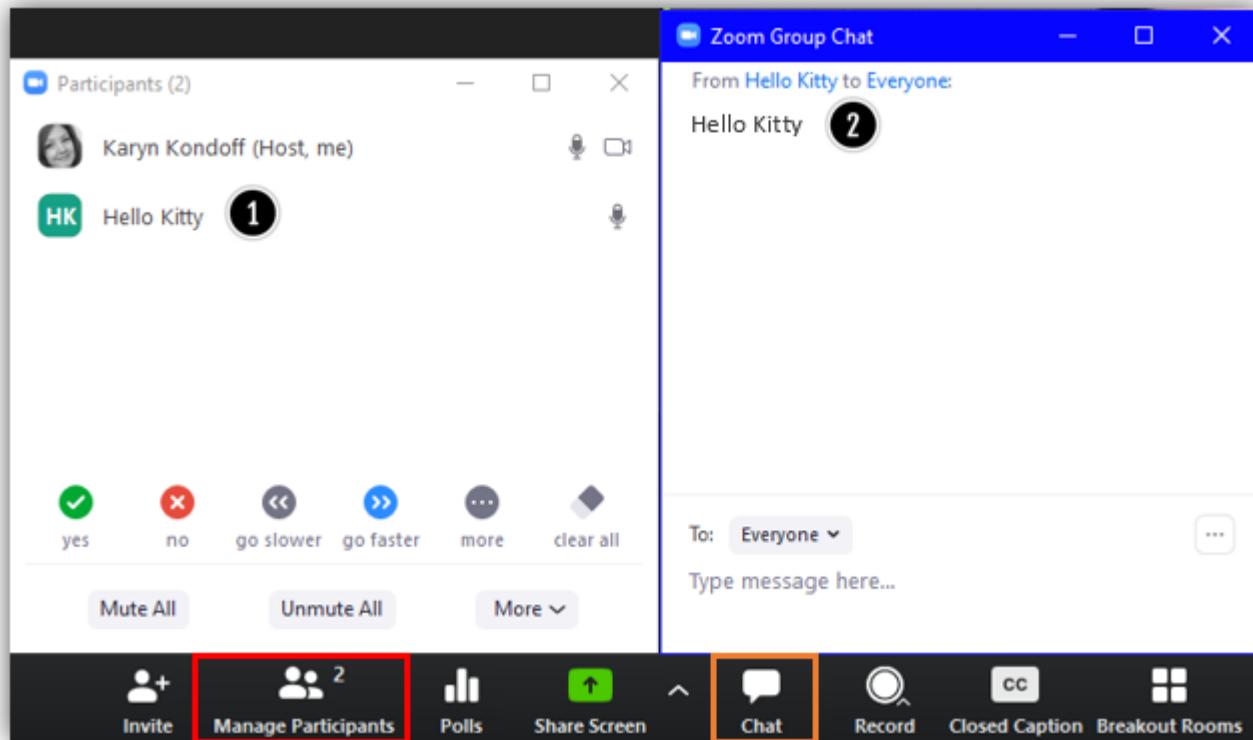 Participants (2)
Karyn Kondoff (Host, me)
HK Hello Kitty 1
yes no go slower go faster more clear all
Mute All Unmute All More
Zoom Group Chat
From Hello Kitty to Everyone:
Hello Kitty 2
To: Everyone
Type message here...
2
Invite Manage Participants Polls Share Screen Chat Record CC Closed Caption Breakout Rooms